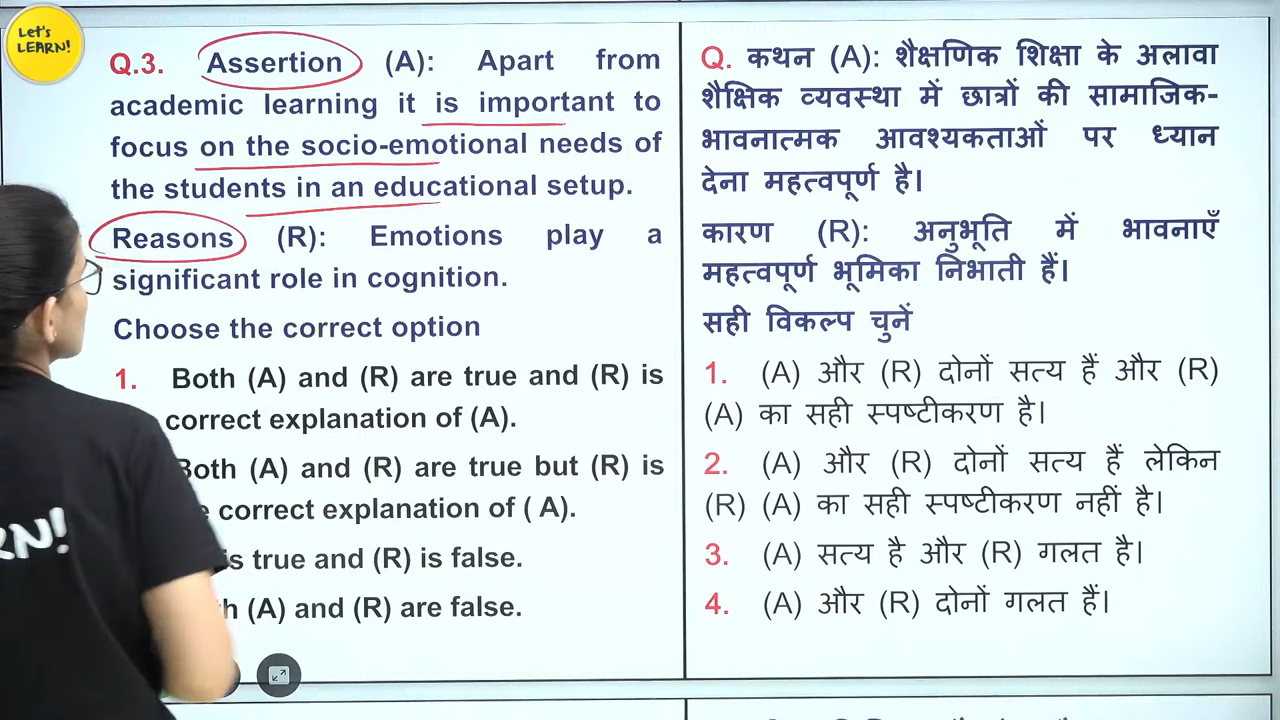 Let's
LEARN!
Q.3. Assertion (A): Apart from
academic learning it is important to
focus on the socio-emotional needs of
the students in an educational setup.
Reasons (R): Emotions play a
significant role in cognition.
Choose the correct option
1. Both (A) and (R) are true and (R) is
correct explanation of (A).
Both (A) and (R) are true but (R) is
correct explanation of ( A).
is true and (R) is false.
(A) and (R) are false.
Q. कथन (A): शैक्षणिक शिक्षा के अलावा
शैक्षिक व्यवस्था में छात्रों की सामाजिक-
भावनात्मक आवश्यकताओं पर ध्यान
देना महत्वपूर्ण है।
कारण (R): अनुभूति में भावनाएँ
महत्वपूर्ण भूमिका निभाती हैं।
सही विकल्प चुनें
1. (A) और (R) दोनों सत्य हैं और (R)
(A) का सही स्पष्टीकरण है।
2. (A) और (R) दोनों सत्य हैं लेकिन
(R) (A) का सही स्पष्टीकरण नहीं है।
3. (A) सत्य है और (R) गलत है।
4. (A) और (R) दोनों गलत हैं।